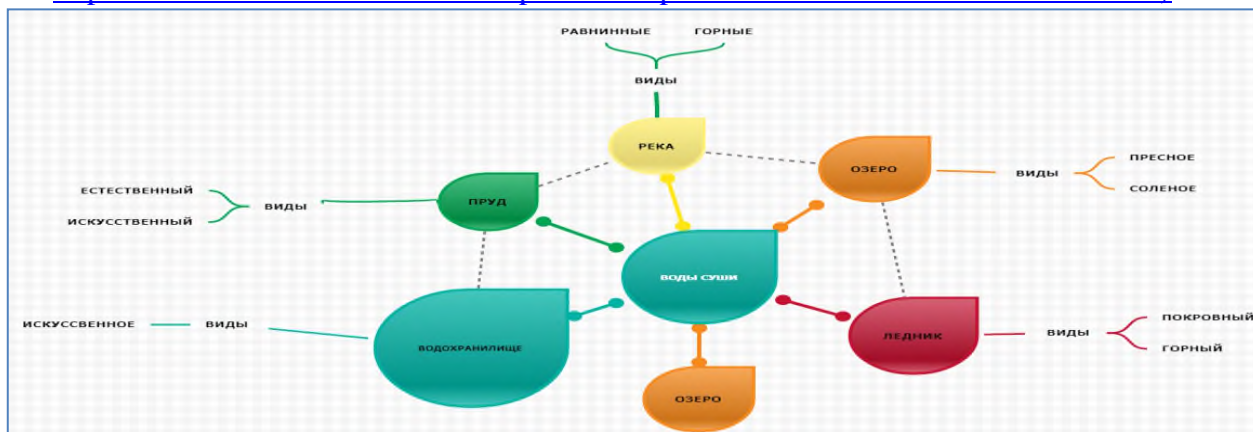 РАВНИННЫЕ ГОРНЫЕ
ВИДЫ
РЕКА
ОЗЕРО
ВИДЫ
ПРЕСНОЕ
СОЛЕНОЕ
ЕСТЕСТВЕННЫЙ
ИСКУССТВЕННЫЙ
ВИДЫ
ПРУД
ВОДЫ СУШИ
ИСКУССВЕННОЕ
ВИДЫ
ВОДОХРАНИЛИЩЕ
ЛЕДНИК
ВИДЫ
ПОКРОВНЫЙ
ГОРНЫЙ
ОЗЕРО